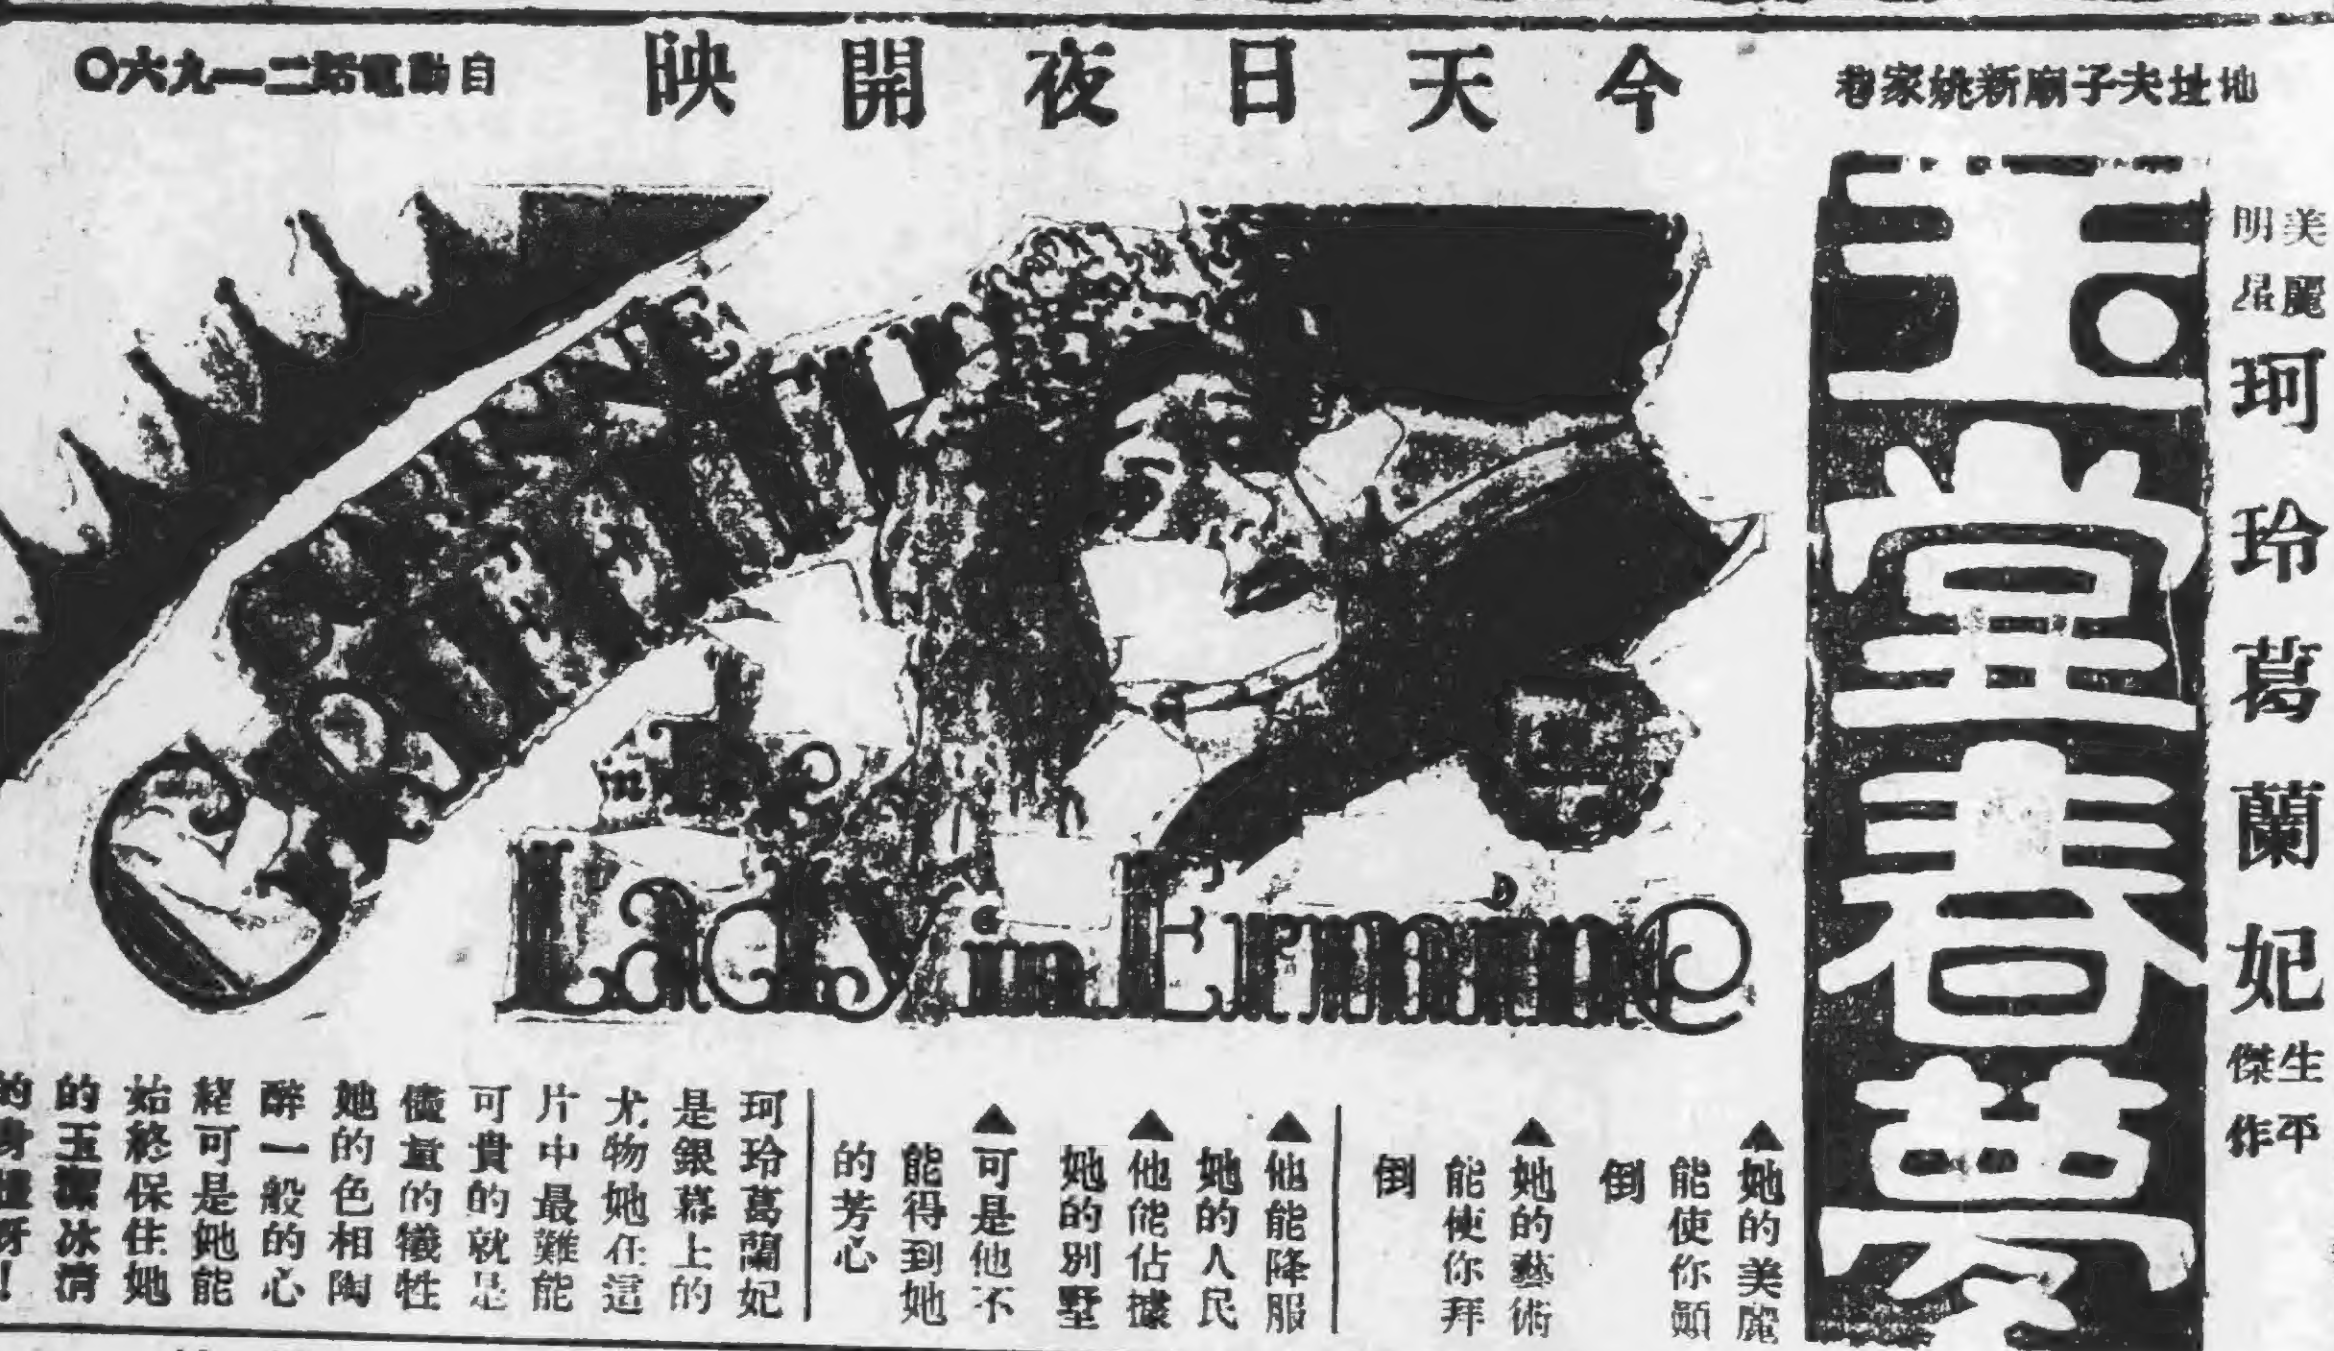 地址夫子廟新姚家巷
今天日夜開映
自動電話二一九六〇
美麗明星
珂玲葛蘭妃
生平傑作
玉堂春夢
CORINNE GRIFFITH
in The
Lady in Ermine
▲她的美麗
能使你顛
倒
▲她的藝術
能使你拜
倒
▲他能降服
她的人民
▲他能佔據
她的別墅
▲可是他不
能得到她
的芳心
珂玲葛蘭妃
是銀幕上的
尤物她在這
片中最難能
可貴的就是
儘量的犧牲
她的色相陶
醉一般的心
經可是她能
始終保住她
的玉潔冰清
的身體呀！